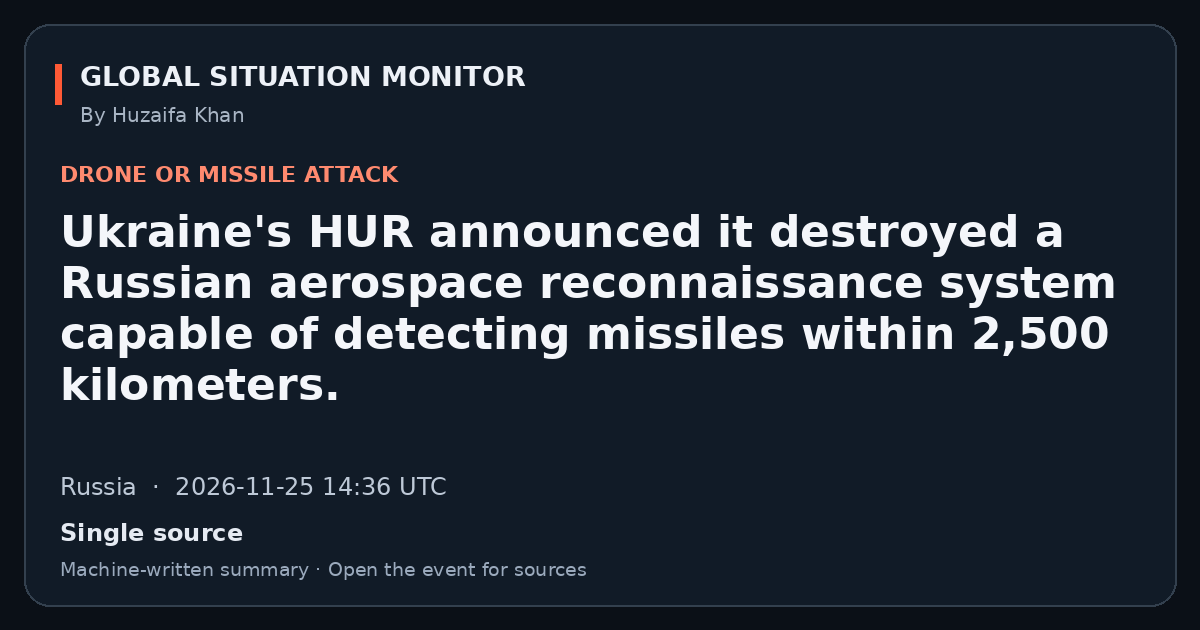 GLOBAL SITUATION MONITOR
By Huzaifa Khan
DRONE OR MISSILE ATTACK
Ukraine's HUR announced it destroyed a
Russian aerospace reconnaissance system
capable of detecting missiles within 2,500
kilometers.
Russia · 2026-11-25 14:36 UTC
Single source
Machine-written summary · Open the event for sources